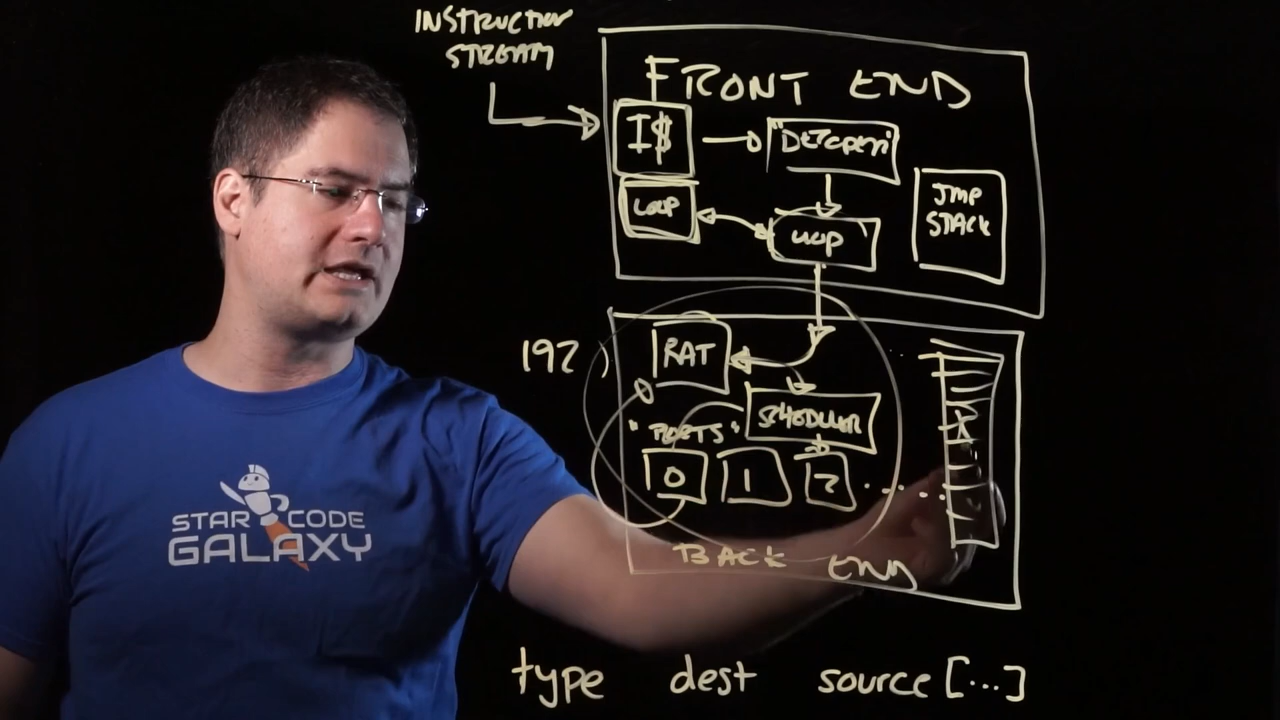 INSTRUCTION
STREAM
FRONT END
I$
LOOP
uop
JMP
STACK
192
RAT
SCHEDULER
"PORTS"
0 1 2 .....
BACK END
type dest source [...]
STAR CODE
GALAXY